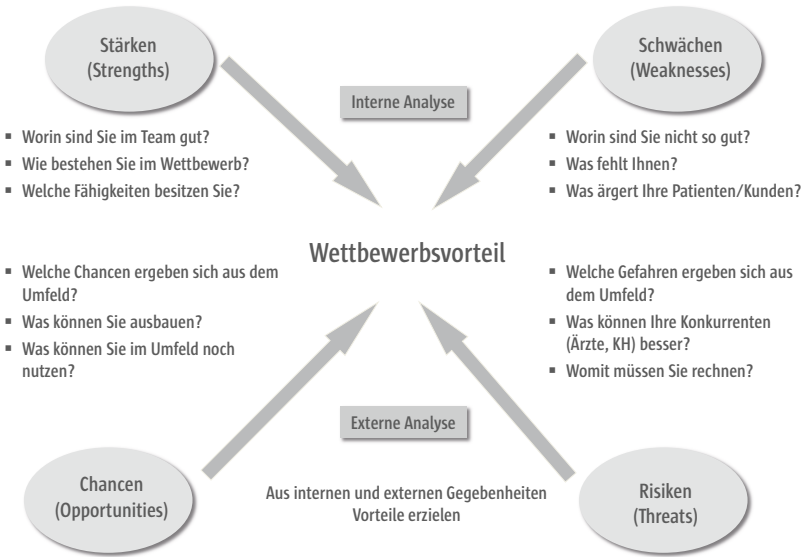 Stärken
(Strengths)
Schwächen
(Weaknesses)
Interne Analyse
▪ Worin sind Sie im Team gut?
▪ Wie bestehen Sie im Wettbewerb?
▪ Welche Fähigkeiten besitzen Sie?
▪ Worin sind Sie nicht so gut?
▪ Was fehlt Ihnen?
▪ Was ärgert Ihre Patienten/Kunden?
Wettbewerbsvorteil
▪ Welche Chancen ergeben sich aus dem
Umfeld?
▪ Was können Sie ausbauen?
▪ Was können Sie im Umfeld noch
nutzen?
▪ Welche Gefahren ergeben sich aus
dem Umfeld?
▪ Was können Ihre Konkurrenten
(Ärzte, KH) besser?
▪ Womit müssen Sie rechnen?
Externe Analyse
Chancen
(Opportunities)
Aus internen und externen Gegebenheiten
Vorteile erzielen
Risiken
(Threats)